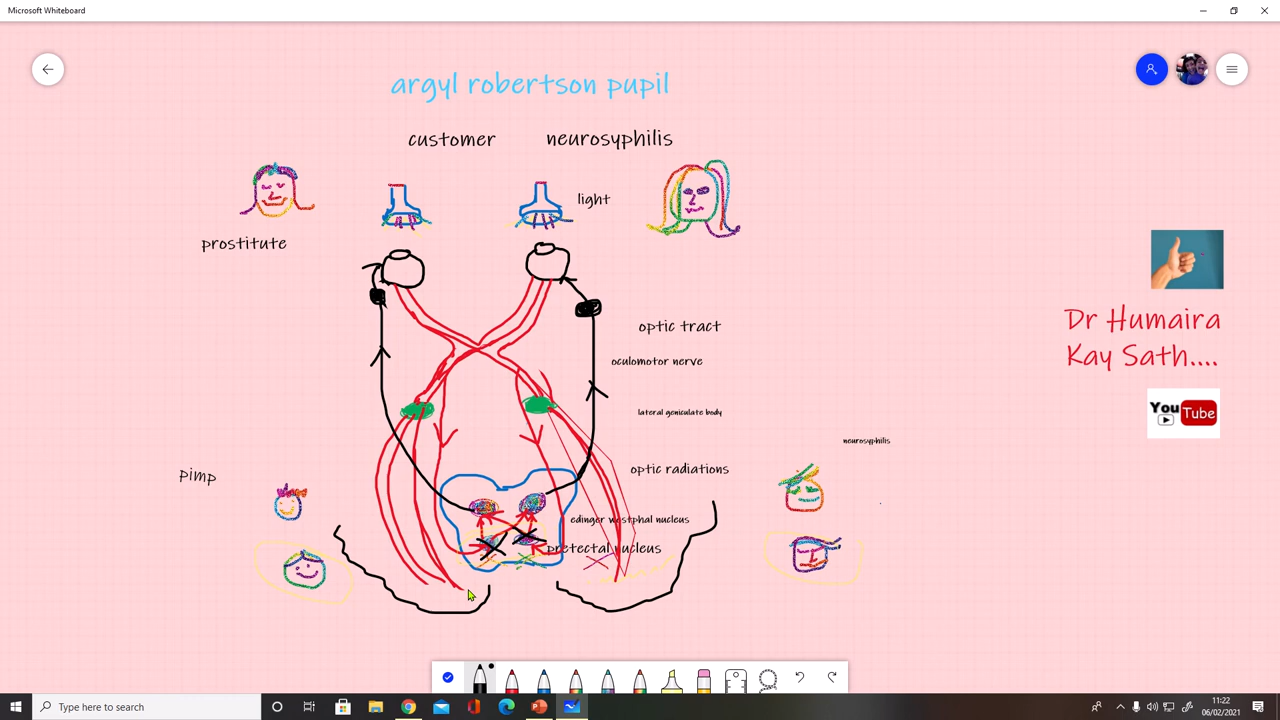 Microsoft Whiteboard
argyl robertson pupil
customer
neurosyphilis
light
prostitute
Dr Humaira
Kay Sath....
optic tract
oculomotor nerve
lateral geniculate body
You
Tube
neurosyphilis
optic radiations
pimp
edinger westphal nucleus
pretectal nucleus
Type here to search
11:22
06/02/2021